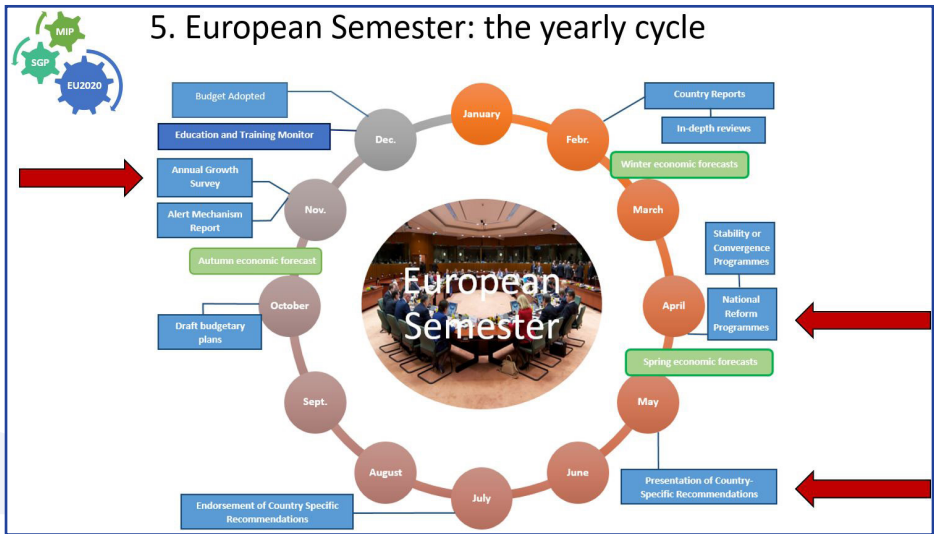 5. European Semester: the yearly cycle
MIP
SGP
EU2020
Budget Adopted
Education and Training Monitor
Annual Growth
Survey
Alert Mechanism
Report
Autumn economic forecast
Draft budgetary
plans
Endorsement of Country Specific
Recommendations
January
Febr.
March
April
May
June
July
August
Sept.
October
Nov.
Dec.
European
Semester
Country Reports
In-depth reviews
Winter economic forecasts
Stability or
Convergence
Programmes
National
Reform
Programmes
Spring economic forecasts
Presentation of Country-
Specific Recommendations